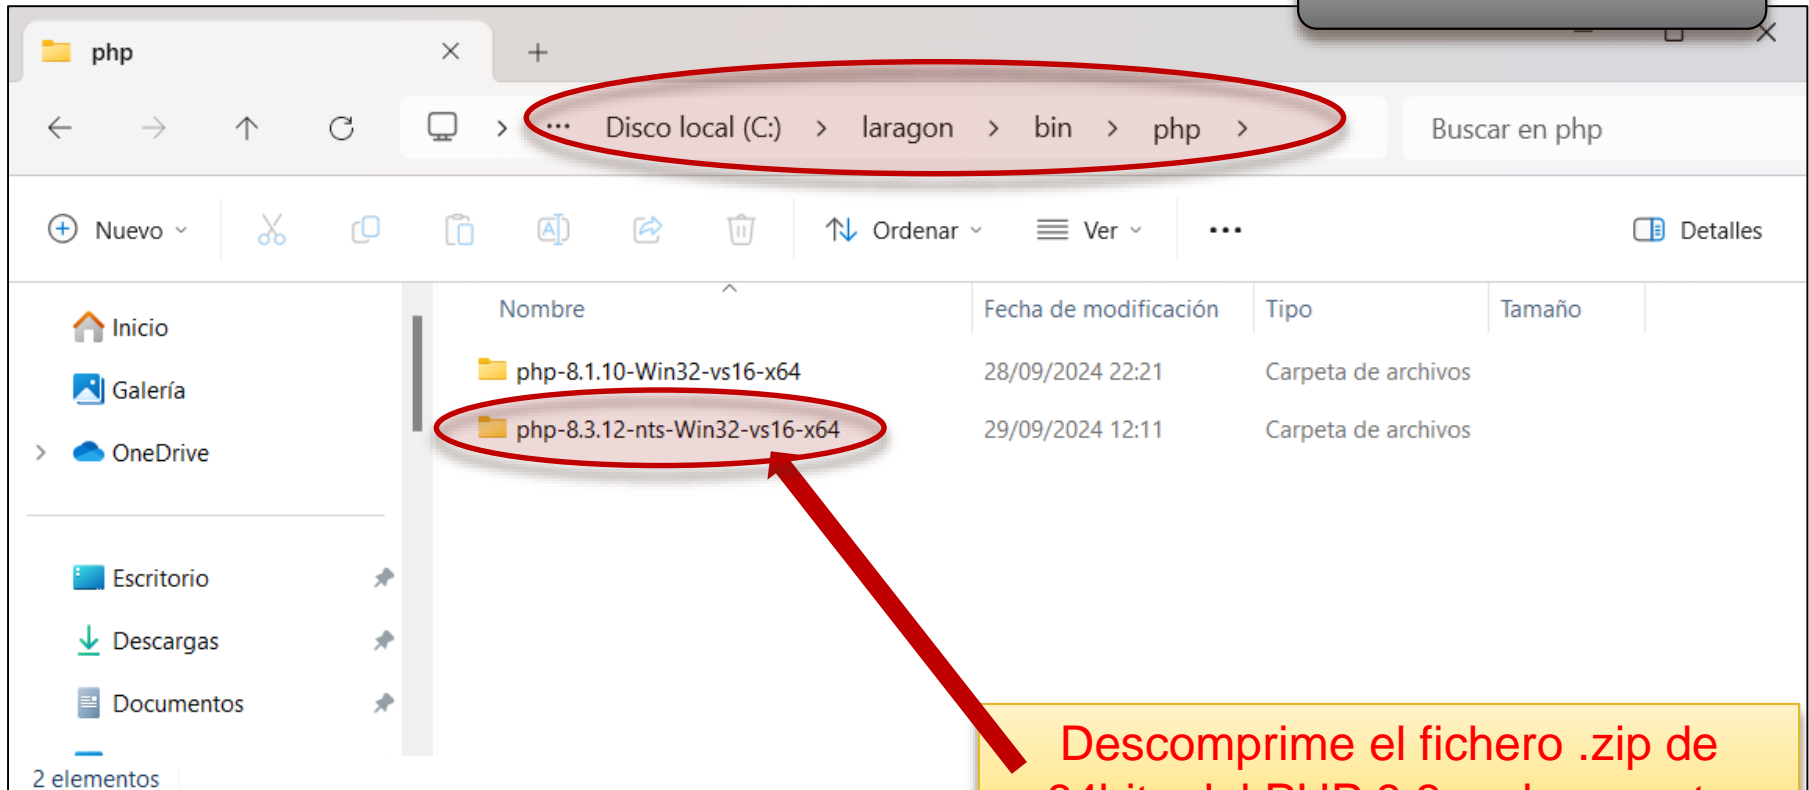 php
Disco local (C:) > laragon > bin > php >
Buscar en php
Nuevo
Ordenar
Ver
Detalles
Nombre
Fecha de modificación
Tipo
Tamaño
Inicio
Galería
OneDrive
Escritorio
Descargas
Documentos
php-8.1.10-Win32-vs16-x64 28/09/2024 22:21 Carpeta de archivos
php-8.3.12-nts-Win32-vs16-x64 29/09/2024 12:11 Carpeta de archivos
2 elementos
Descomprime el fichero .zip de